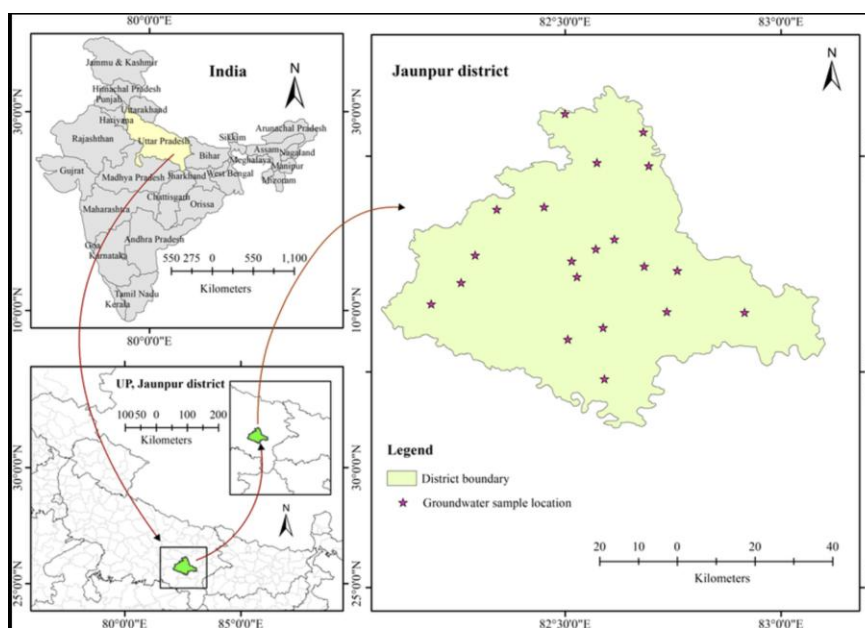 80°0'0"E
India
N
Jammu & Kashmir
Himachal Pradesh
Punjab
Uttarakhand
Hariyana
Rajashthan
Uttar Pradesh
Sikkim
Arunachal Pradesh
Assam
Nagaland
Meghalaya
Manipur
Mizoram
Bihar
Gujrat
Madhya Pradesh
Jharkhand
West Bengal
Chattisgarh
Orissa
Maharashtra
Andhra Pradesh
Goa
Karnataka
Tamil Nadu
Kerala
550 275 0 550 1,100
Kilometers
30°0'0"N
10°0'0"N
80°0'0"E
UP, Jaunpur district
100 50 0 100 200
Kilometers
N
30°0'0"N
25°0'0"N
30°0'0"N
25°0'0"N
80°0'0"E 85°0'0"E
82°30'0"E 83°0'0"E
Jaunpur district
N
Legend
District boundary
Groundwater sample location
20 10 0 20 40
Kilometers
82°30'0"E 83°0'0"E